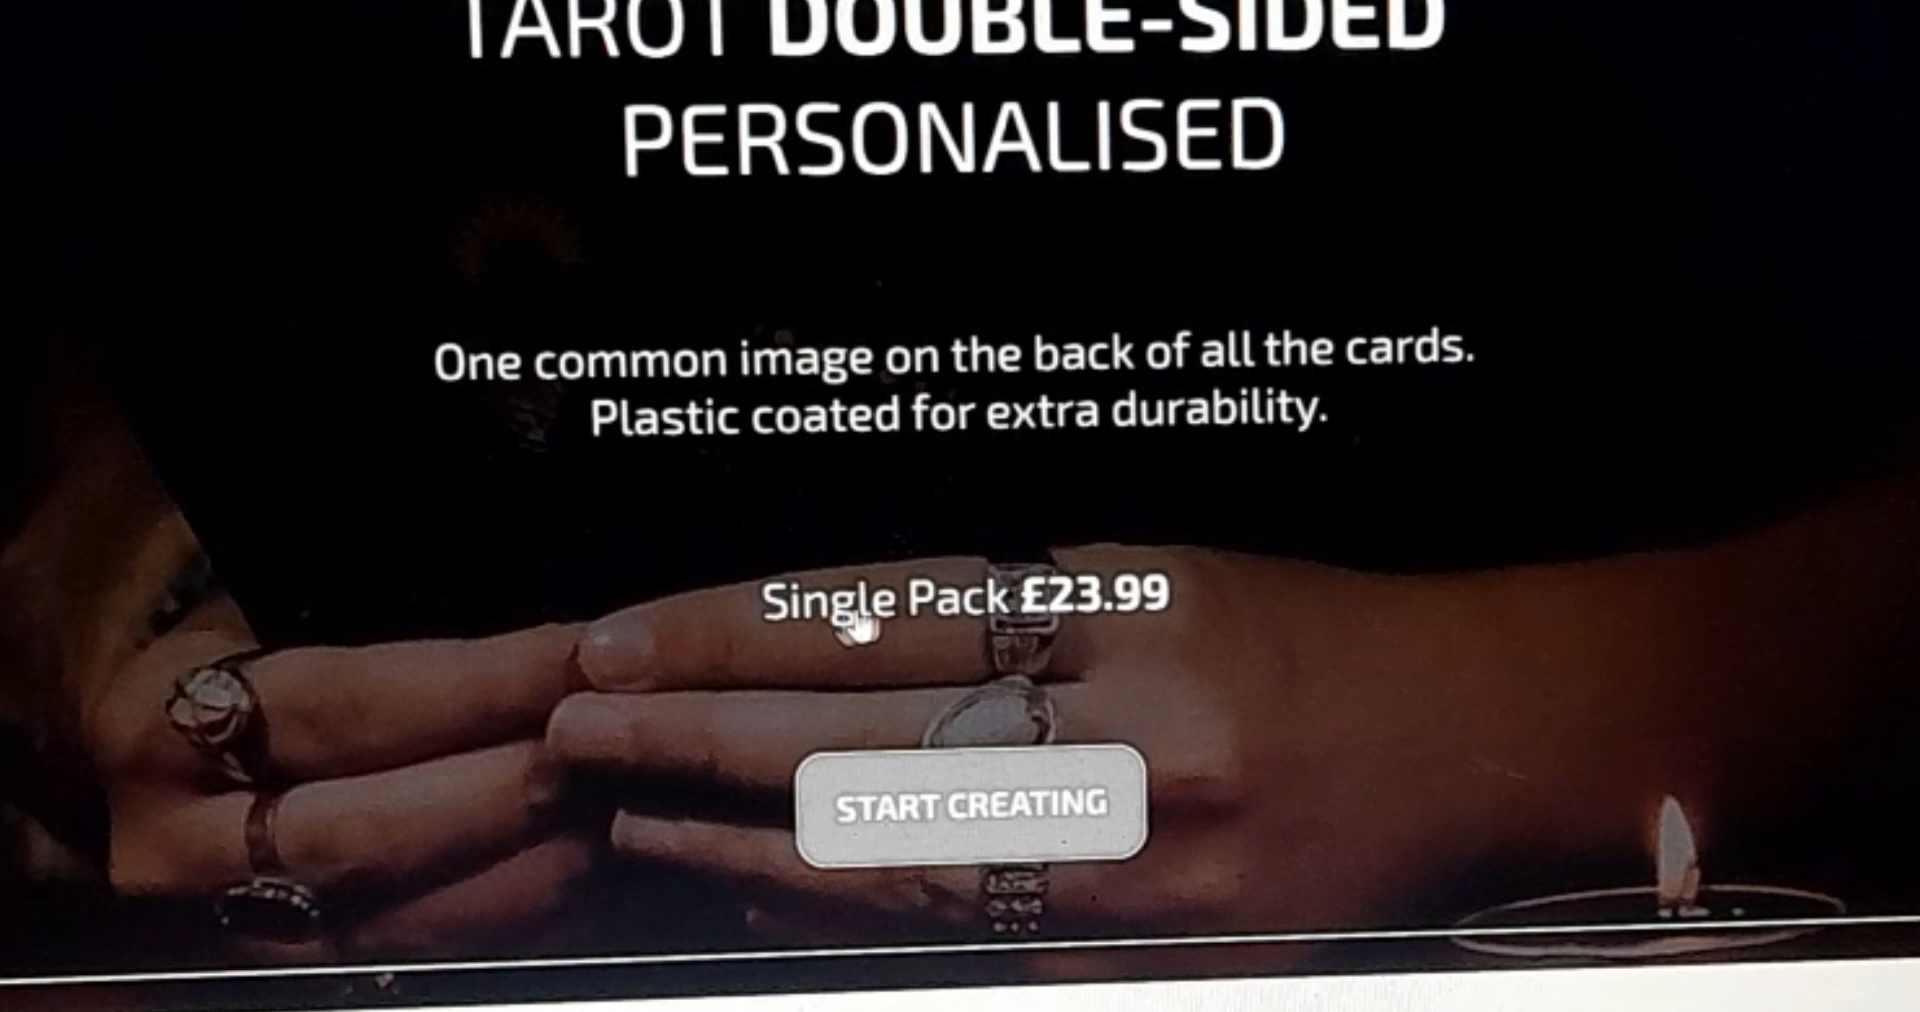 TAROT DOUBLE-SIDED
PERSONALISED
One common image on the back of all the cards.
Plastic coated for extra durability.
Single Pack £23.99
START CREATING